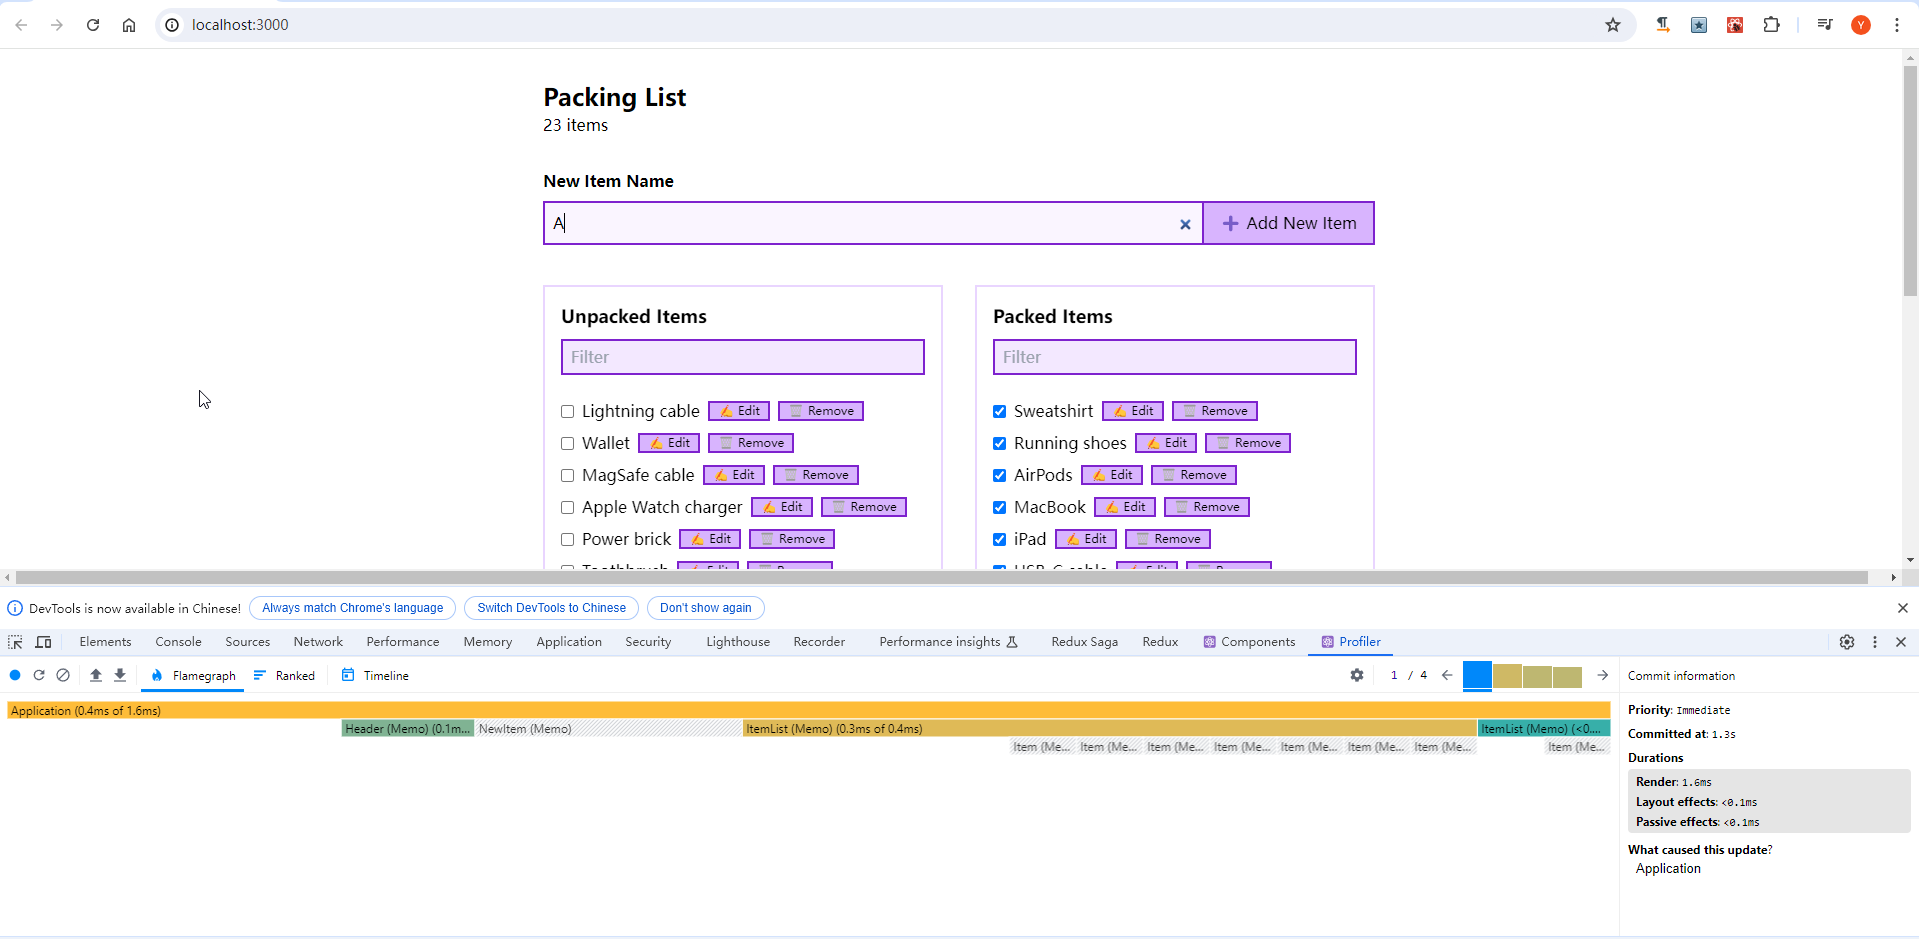 localhost:3000
Y
Packing List
23 items
New Item Name
A
Add New Item
Unpacked Items
Filter
Lightning cable Edit Remove
Wallet Edit Remove
MagSafe cable Edit Remove
Apple Watch charger Edit Remove
Power brick Edit Remove
Packed Items
Filter
Sweatshirt Edit Remove
Running shoes Edit Remove
AirPods Edit Remove
MacBook Edit Remove
iPad Edit Remove
DevTools is now available in Chinese! Always match Chrome's language Switch DevTools to Chinese Don't show again
Elements Console Sources Network Performance Memory Application Security Lighthouse Recorder Performance insights Redux Saga Redux Components Profiler
Flamegraph Ranked Timeline 1 / 4
Application (0.4ms of 1.6ms)
Header (Memo) (0.1m... NewItem (Memo) ItemList (Memo) (0.3ms of 0.4ms) ItemList (Memo) (<0....
Item (Me... Item (Me... Item (Me... Item (Me... Item (Me... Item (Me... Item (Me... Item (Me...
Commit information
Priority: Immediate
Committed at: 1.3s
Durations
Render: 1.6ms
Layout effects: <0.1ms
Passive effects: <0.1ms
What caused this update?
Application